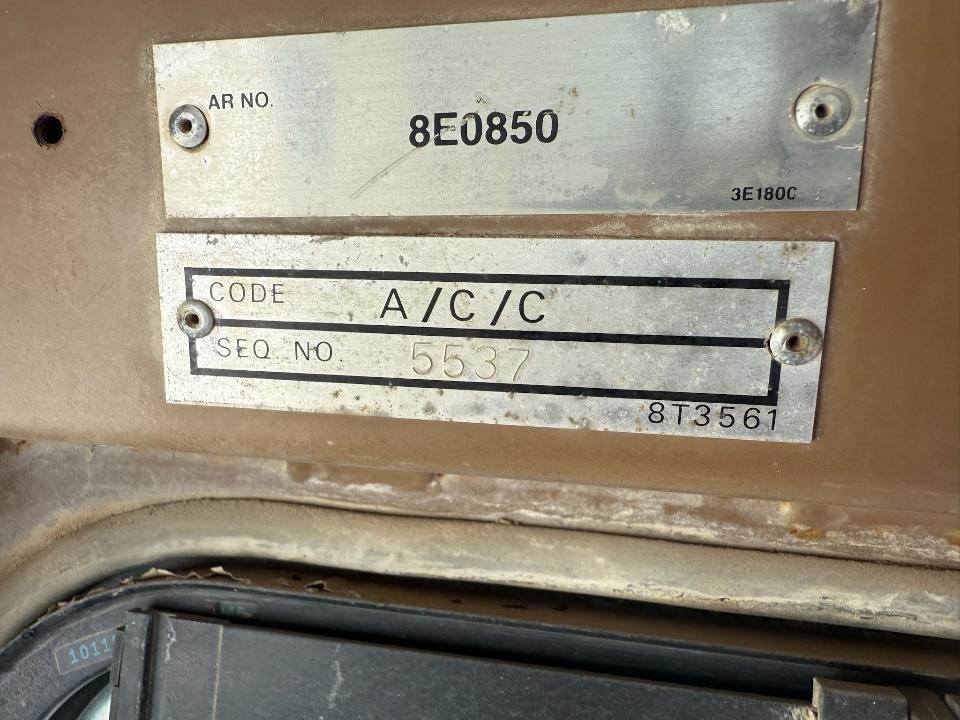 AR NO.
8E0850
3E180C
CODE A/C/C
SEQ NO. 5537
8T3561
1011